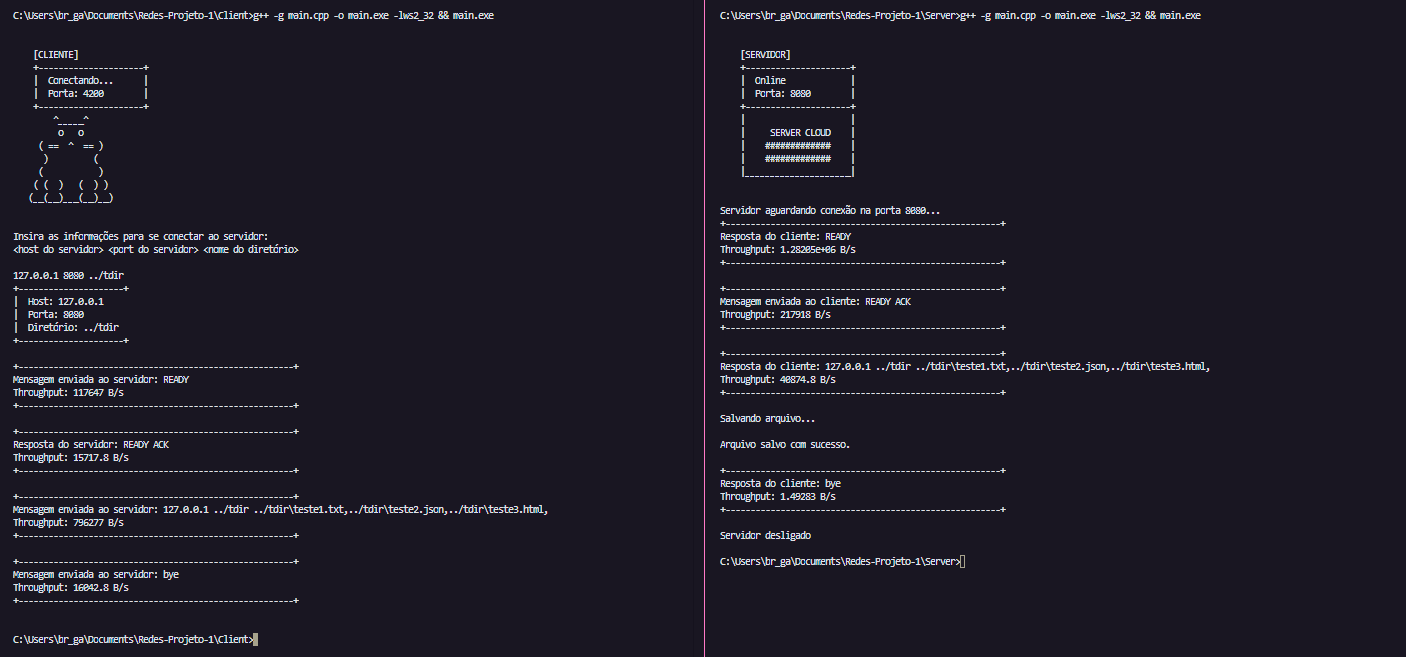 C:\Users\br_ga\Documents\Redes-Projeto-1\Client>g++ -g main.cpp -o main.exe -lws2_32 && main.exe
[CLIENTE]
+---------------------+
| Conectando... |
| Porta: 4200 |
+---------------------+
^_____^
o o
( == ^ == )
) (
( )
( ( ) ( ) )
(__(__)___(__)__)
Insira as informações para se conectar ao servidor:
<host do servidor> <port do servidor> <nome do diretório>
127.0.0.1 8080 ../tdir
+---------------------+
| Host: 127.0.0.1
| Porta: 8080
| Diretório: ../tdir
+---------------------+
+-------------------------------------------------------+
Mensagem enviada ao servidor: READY
Throughput: 117647 B/s
+-------------------------------------------------------+
+-------------------------------------------------------+
Resposta do servidor: READY ACK
Throughput: 15717.8 B/s
+-------------------------------------------------------+
+-------------------------------------------------------+
Mensagem enviada ao servidor: 127.0.0.1 ../tdir ../tdir\teste1.txt,../tdir\teste2.json,../tdir\teste3.html,
Throughput: 796277 B/s
+-------------------------------------------------------+
+-------------------------------------------------------+
Mensagem enviada ao servidor: bye
Throughput: 16042.8 B/s
+-------------------------------------------------------+
C:\Users\br_ga\Documents\Redes-Projeto-1\Client>
C:\Users\br_ga\Documents\Redes-Projeto-1\Server>g++ -g main.cpp -o main.exe -lws2_32 && main.exe
[SERVIDOR]
+---------------------+
| Online |
| Porta: 8080 |
+---------------------+
| |
| SERVER CLOUD |
| ############# |
| ############# |
|_____________________|
Servidor aguardando conexão na porta 8080...
+-------------------------------------------------------+
Resposta do cliente: READY
Throughput: 1.28205e+06 B/s
+-------------------------------------------------------+
+-------------------------------------------------------+
Mensagem enviada ao cliente: READY ACK
Throughput: 217918 B/s
+-------------------------------------------------------+
+-------------------------------------------------------+
Resposta do cliente: 127.0.0.1 ../tdir ../tdir\teste1.txt,../tdir\teste2.json,../tdir\teste3.html,
Throughput: 40874.8 B/s
+-------------------------------------------------------+
Salvando arquivo...
Arquivo salvo com sucesso.
+-------------------------------------------------------+
Resposta do cliente: bye
Throughput: 1.49283 B/s
+-------------------------------------------------------+
Servidor desligado
C:\Users\br_ga\Documents\Redes-Projeto-1\Server>